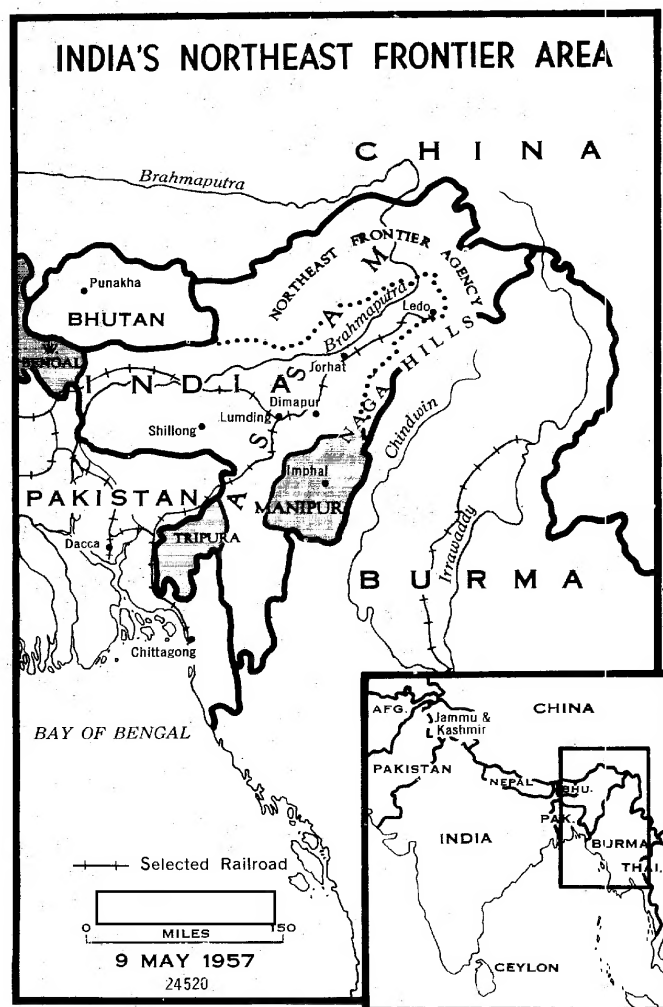 INDIA'S NORTHEAST FRONTIER AREA
CHINA
Brahmaputra
NORTHEAST FRONTIER AGENCY
Punakha
BHUTAN
Brahmaputra
Ledo
W
BENGAL
Jorhat
INDIA
ASSAM
NAGA HILLS
Dimapur
Lumding
Shillong
Chindwin
Imphal
MANIPUR
PAKISTAN
TRIPURA
Dacca
Irrawaddy
BURMA
Chittagong
BAY OF BENGAL
Selected Railroad
0 150
MILES
9 MAY 1957
24520
AFG.
Jammu &
Kashmir
CHINA
PAKISTAN
NEPAL
BHU.
PAK.
INDIA
BURMA
THAI.
CEYLON